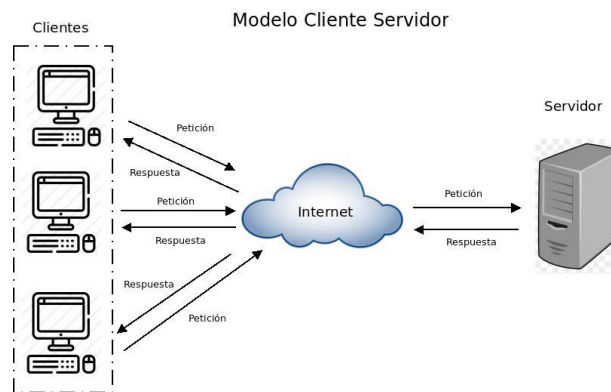 Modelo Cliente Servidor
Clientes
Servidor
Petición
Respuesta
Petición
Respuesta
Internet
Petición
Respuesta
Respuesta
Petición